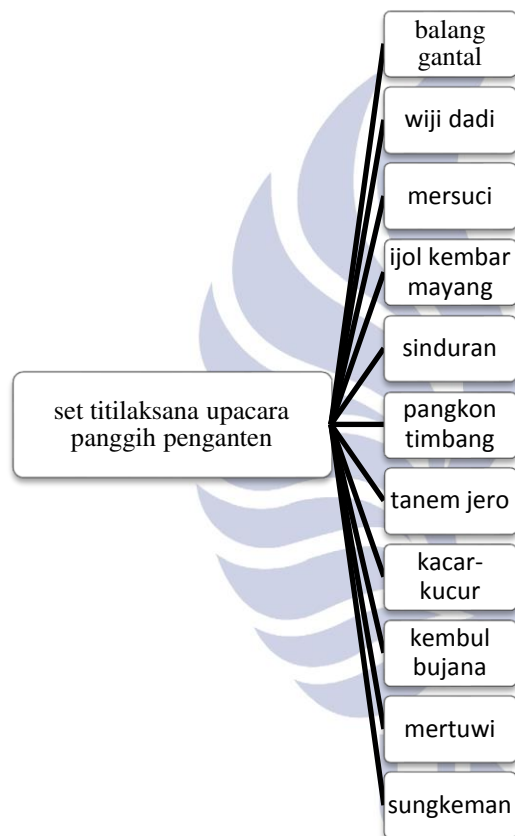 set titilaksana upacara
panggih penganten
balang
gantal
wiji dadi
mersuci
ijol kembar
mayang
sinduran
pangkon
timbang
tanem jero
kacar-
kucur
kembul
bujana
mertuwi
sungkeman